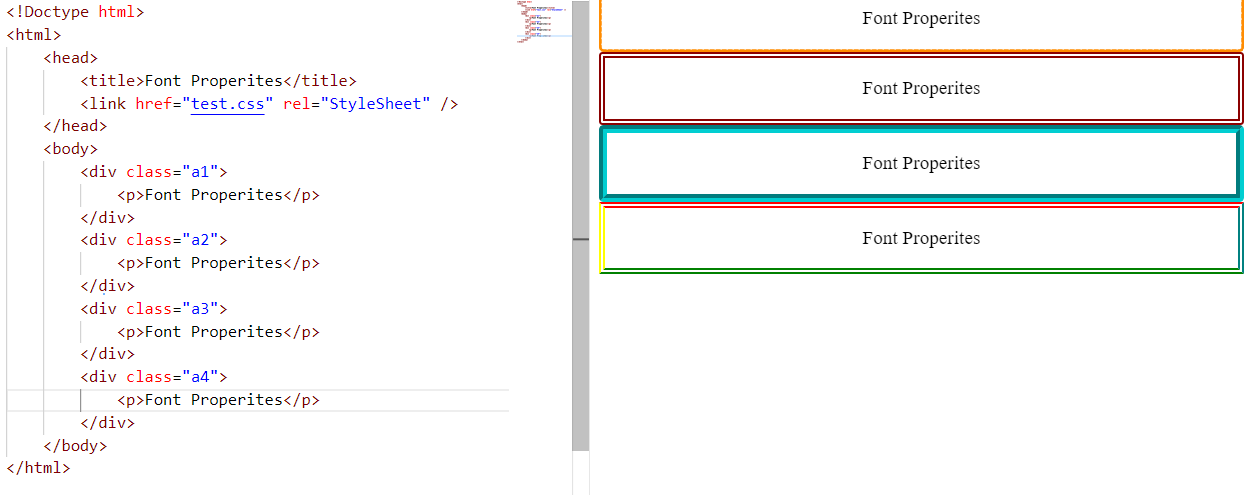 <!Doctype html>
<html>
<head>
<title>Font Properites</title>
<link href="test.css" rel="StyleSheet" />
</head>
<body>
<div class="a1">
<p>Font Properites</p>
</div>
<div class="a2">
<p>Font Properites</p>
</div>
<div class="a3">
<p>Font Properites</p>
</div>
<div class="a4">
<p>Font Properites</p>
</div>
</body>
</html>
Font Properites
Font Properites
Font Properites
Font Properites